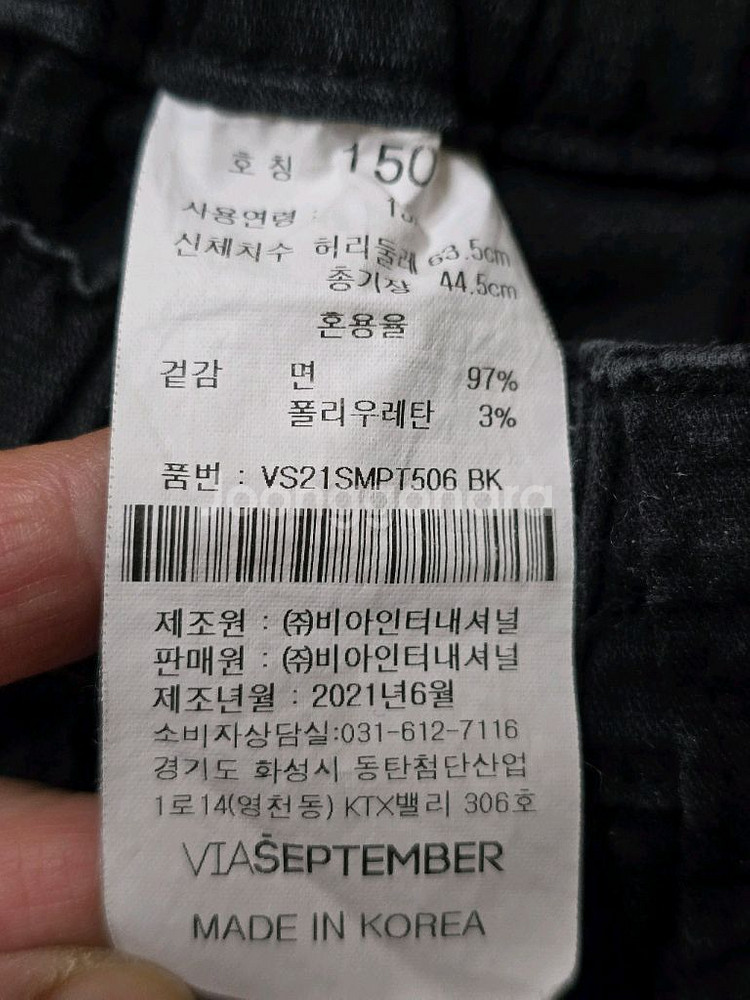 호칭 150
사용연령 :
신체치수 허리둘레 63.5cm
총기장 44.5cm
혼용율
겉감 면 97%
폴리우레탄 3%
품번 : VS21SMPT506 BK
Joonggonara
제조원 : ㈜비아인터내셔널
판매원 : ㈜비아인터내셔널
제조년월 : 2021년6월
소비자상담실:031-612-7116
경기도 화성시 동탄첨단산업
1로14(영천동) KTX밸리 306호
VIASEPTEMBER
MADE IN KOREA